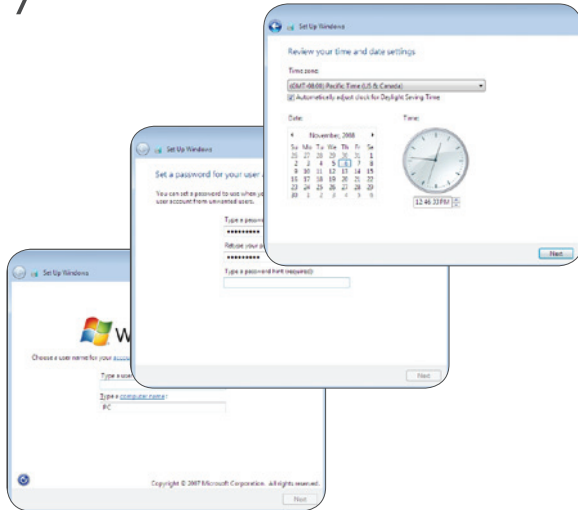 Set Up Windows
Review your time and date settings
Time zone:
(GMT-08:00) Pacific Time (US & Canada)
Automatically adjust clock for Daylight Saving Time
Date:
Time:
November, 2008
Su Mo Tu We Th Fr Sa
26 27 28 29 30 31 1
2 3 4 5 6 7 8
9 10 11 12 13 14 15
16 17 18 19 20 21 22
23 24 25 26 27 28 29
30 1 2 3 4 5 6
12:46:22 PM
Next
Set Up Windows
Set a password for your user
You can set a password to use when
user account from unwanted users.
Type a
Retype your
Type a password hint (required):
Next
Set Up Windows
W
Choose a user name for your
Type a
Type a computer name:
PC
Copyright © 2007 Microsoft Corporation. All rights reserved.
Next